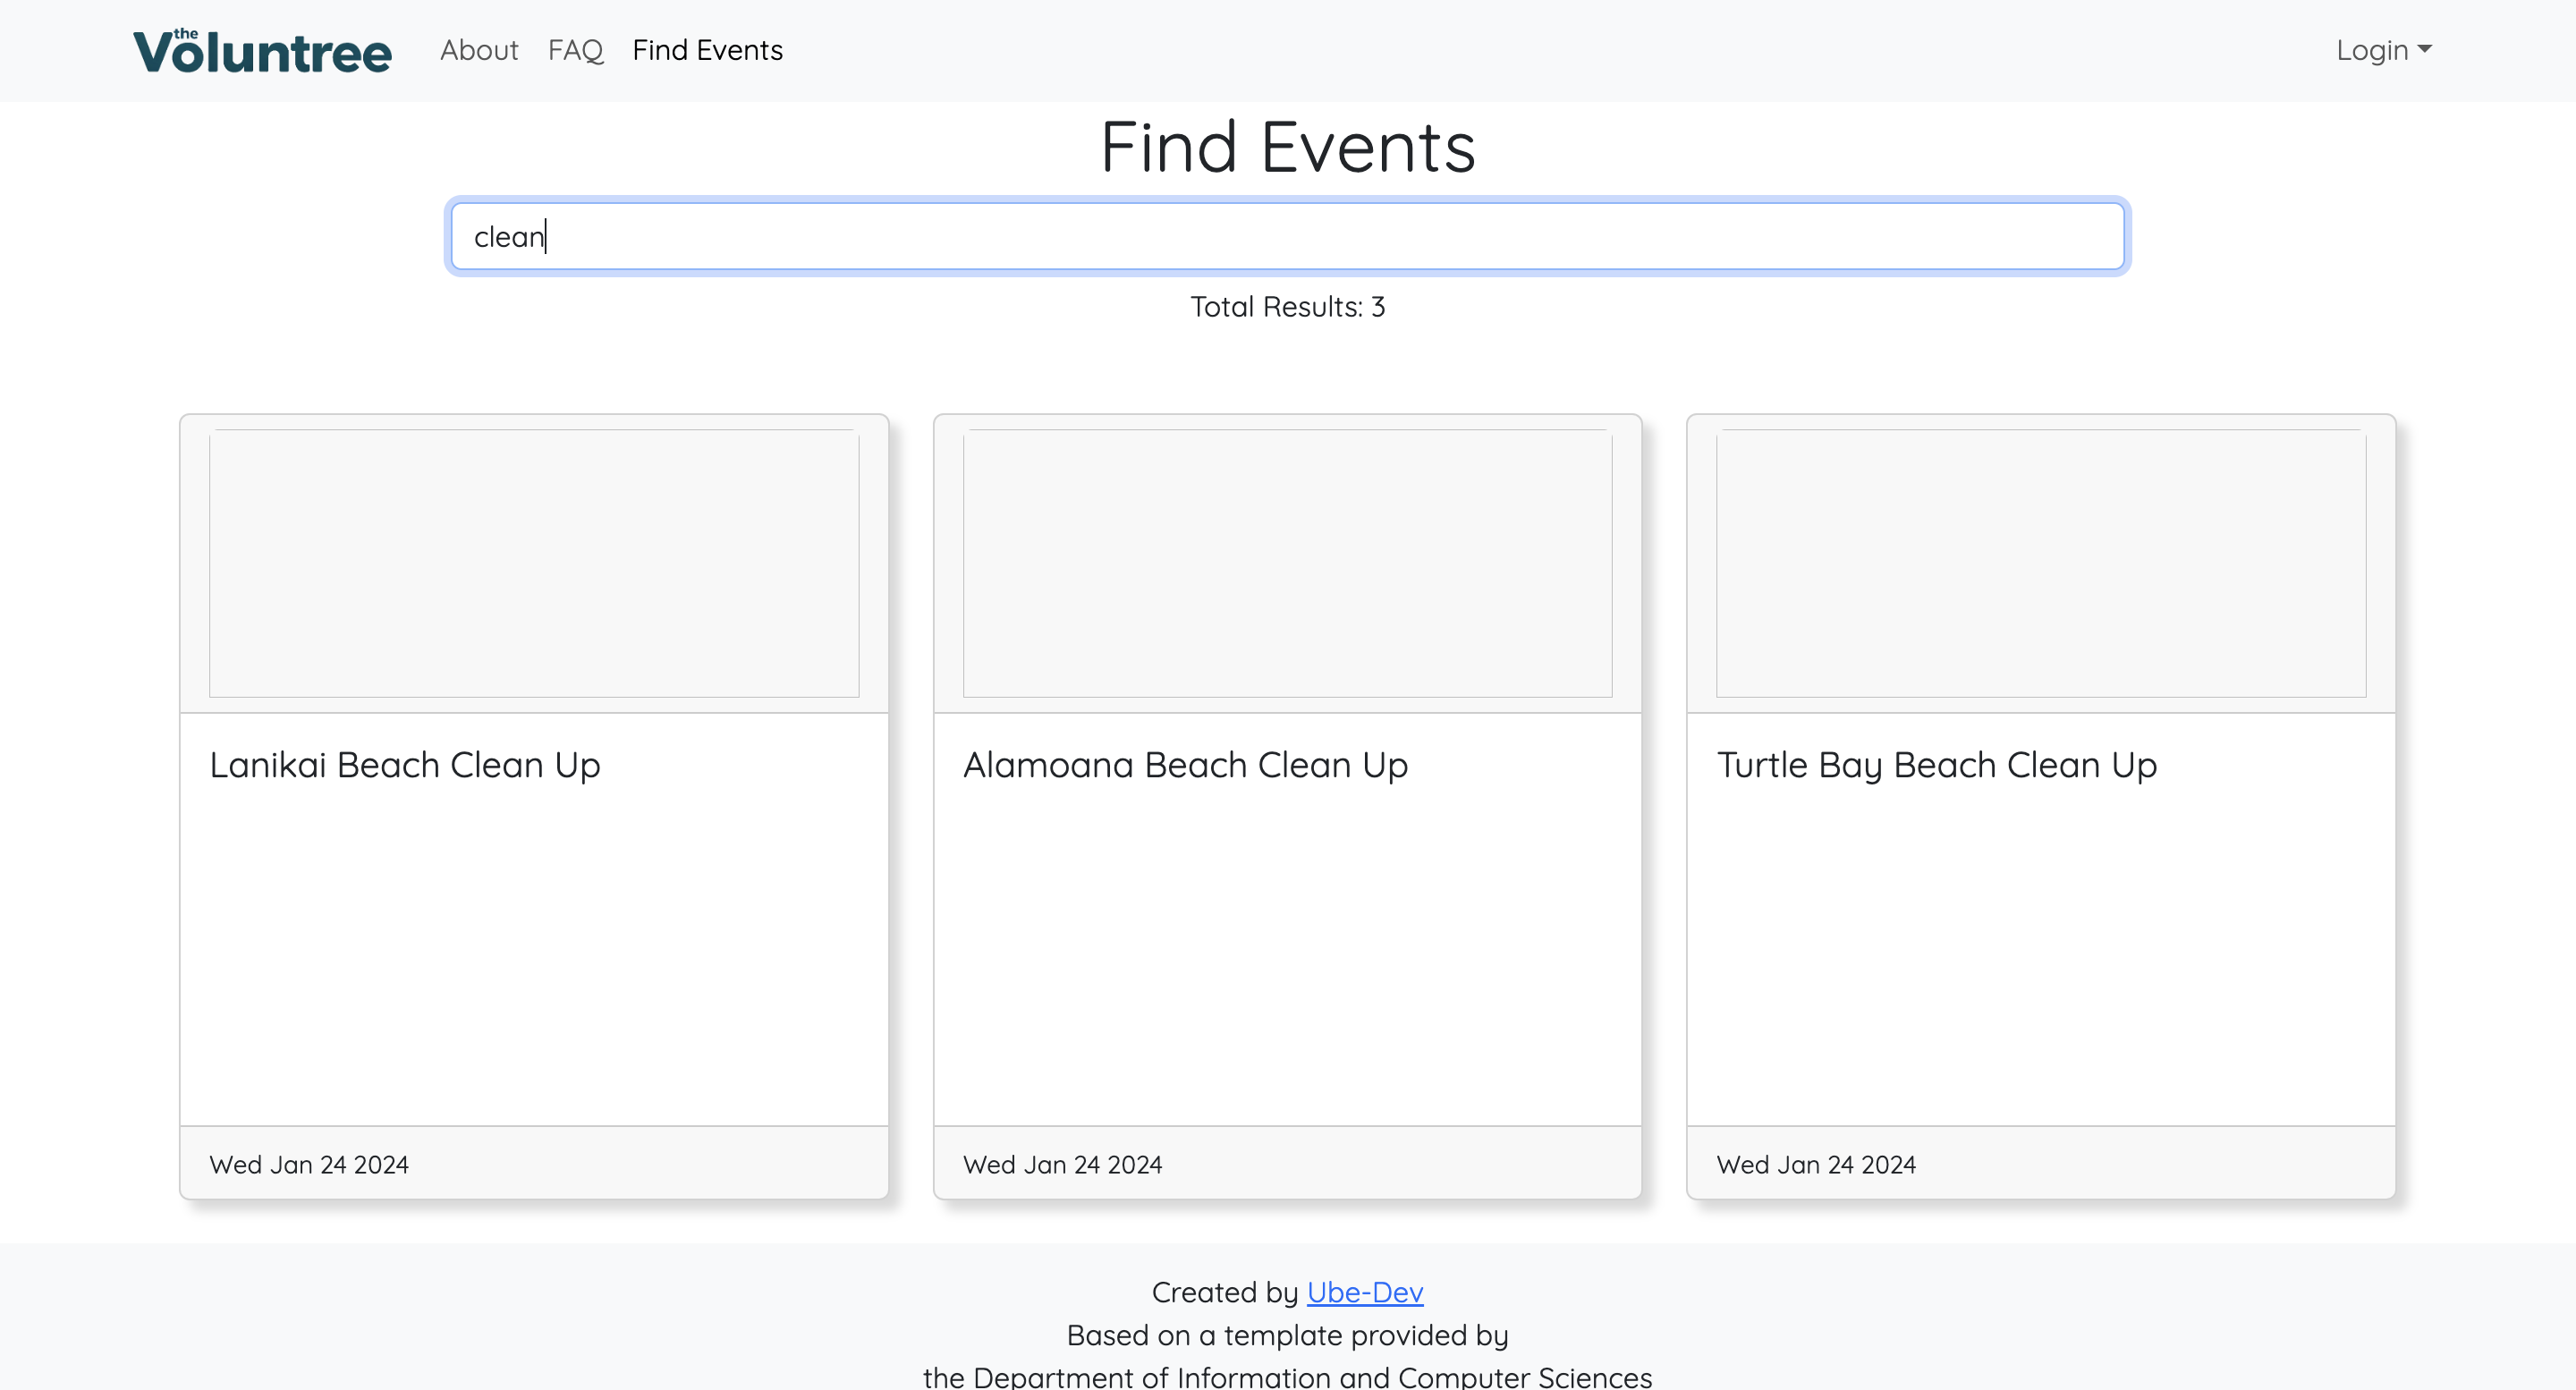 the Voluntree About FAQ Find Events Login
Find Events
clean
Total Results: 3
Lanikai Beach Clean Up
Alamoana Beach Clean Up
Turtle Bay Beach Clean Up
Wed Jan 24 2024
Wed Jan 24 2024
Wed Jan 24 2024
Created by Ube-Dev
Based on a template provided by
the Department of Information and Computer Sciences